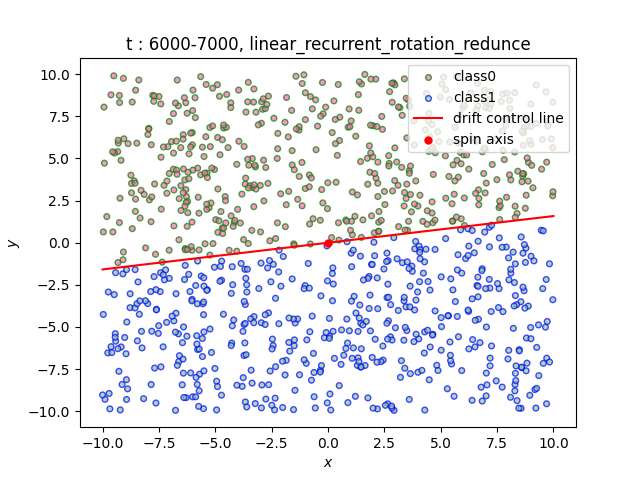 t : 6000-7000, linear_recurrent_rotation_redunce
class0
class1
drift control line
spin axis
10.0
7.5
5.0
2.5
0.0
−2.5
−5.0
−7.5
−10.0
y
−10.0 −7.5 −5.0 −2.5 0.0 2.5 5.0 7.5 10.0
x